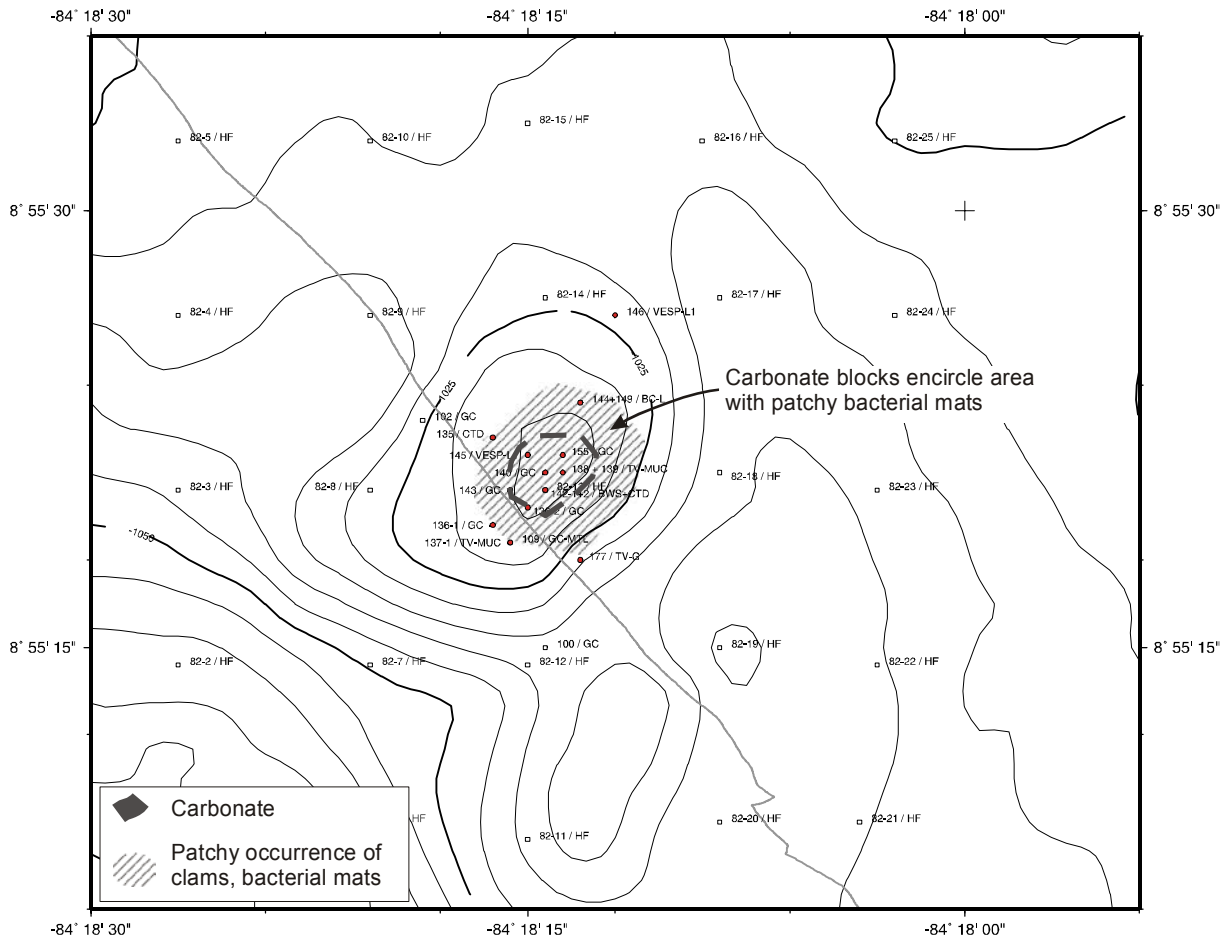 -84° 18' 30" -84° 18' 15" -84° 18' 00"
82-15 / HF
82-5 / HF 82-10 / HF 82-16 / HF 82-25 / HF
8° 55' 30" 8° 55' 30"
82-14 / HF 82-17 / HF
82-4 / HF 82-9 / HF 146 / VESP-L1 82-24 / HF
1025
1025
Carbonate blocks encircle area
with patchy bacterial mats
144+149 / BC-L
102 / GC
135 / CTD
145 / VESP-L 155 / GC
140 / GC 138 + 139 / TV-MUC
82-18 / HF
82-3 / HF 82-8 / HF 143 / GC 82-13 / HF 82-23 / HF
/ BWS+CTD
/ GC
136-1 / GC
-1050
137-1 / TV-MUC 109 / GC-MTL
177 / TV-G
8° 55' 15" 100 / GC 82-19 / HF 8° 55' 15"
82-2 / HF 82-7 / HF 82-12 / HF 82-22 / HF
Carbonate
/ HF 82-20 / HF 82-21 / HF
82-11 / HF
Patchy occurrence of
clams, bacterial mats
-84° 18' 30" -84° 18' 15" -84° 18' 00"